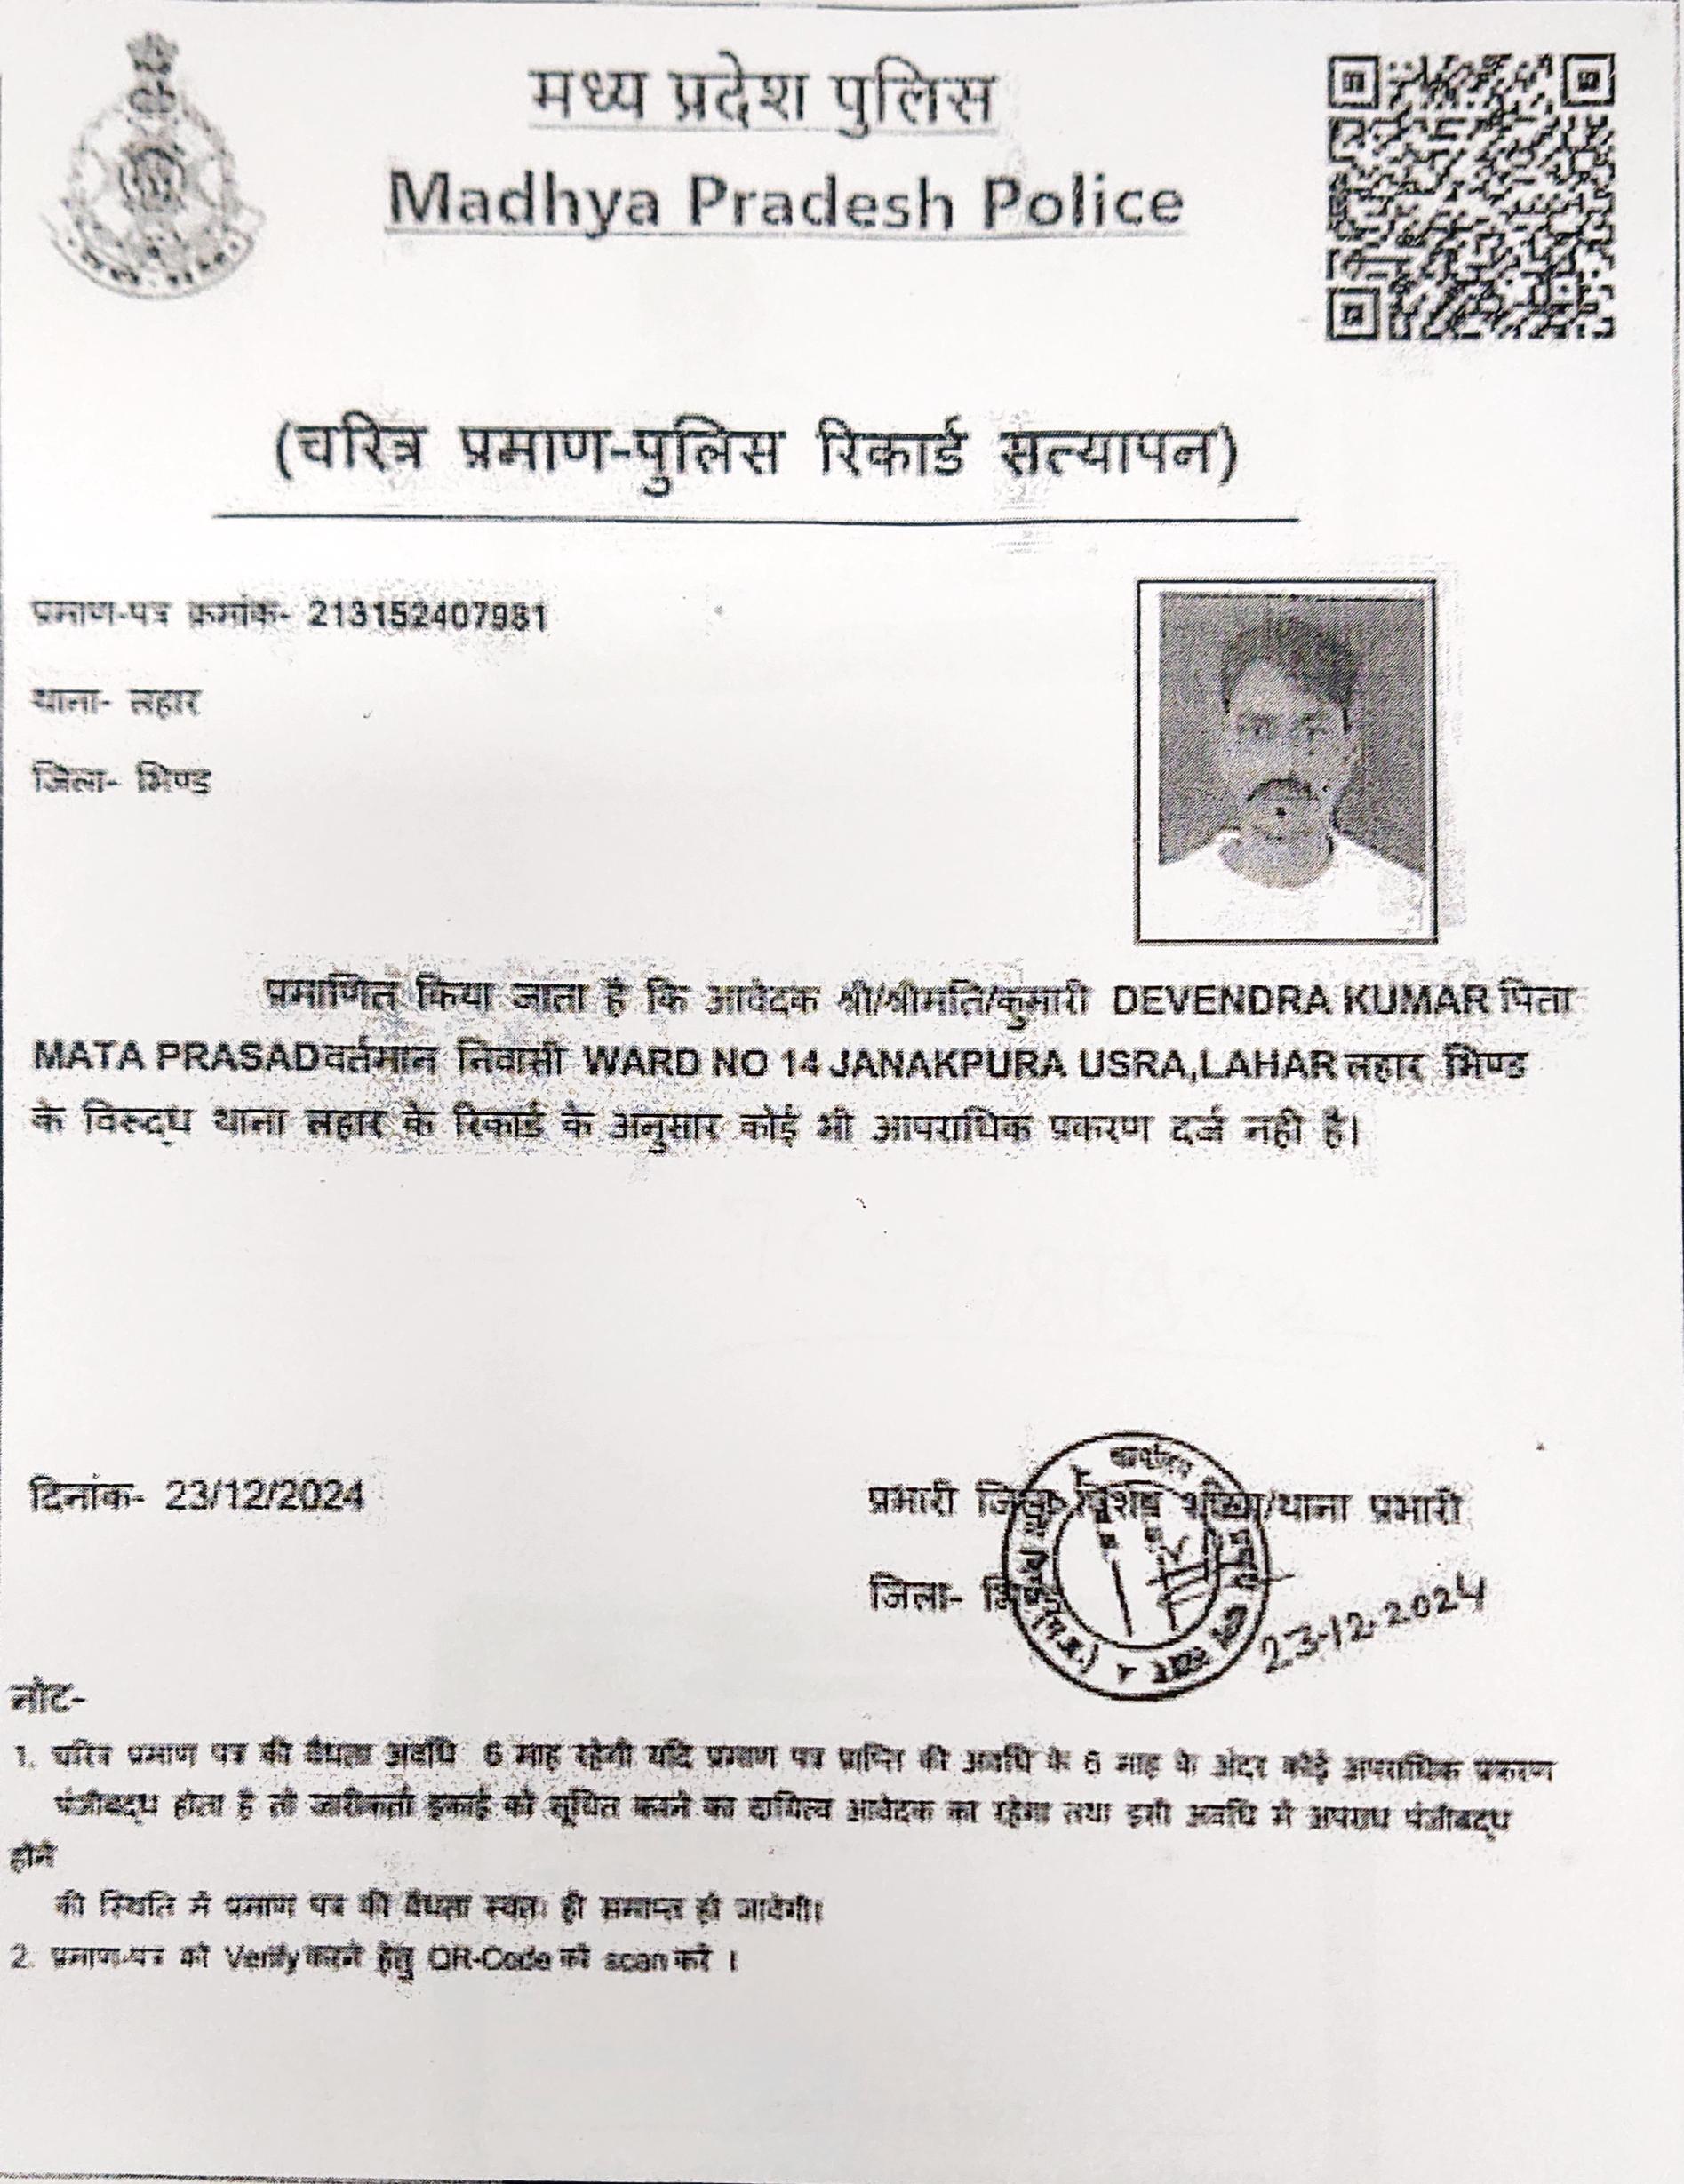 मध्य प्रदेश पुलिस
Madhya Pradesh Police
(चरित्र प्रमाण-पुलिस रिकार्ड सत्यापन)
प्रमाण-पत्र क्रमांक- 213152407981
थाना- लहार
जिला- भिण्ड
प्रमाणित किया जाता है कि आवेदक श्री/श्रीमति/कुमारी DEVENDRA KUMAR पिता
MATA PRASAD वर्तमान निवासी WARD NO 14 JANAKPURA USRA,LAHAR लहार भिण्ड
के विरूद्ध थाना लहार के रिकार्ड के अनुसार कोई भी आपराधिक प्रकरण दर्ज नही है।
दिनांक- 23/12/2024
प्रभारी जिला विशेष शाखा/थाना प्रभारी
जिला- भिण्ड
23-12-2024
नोट-
1. चरित्र प्रमाण पत्र की वैधता अवधि 6 माह रहेगी यदि प्रमाण पत्र प्राप्ति की अवधि के 6 माह के अंदर कोई अपराधिक प्रकरण
पंजीबद्ध होता है तो जारीकर्ता इकाई को सूचित करने का दायित्व आवेदक का रहेगा तथा इसी अवधि में अपराध पंजीबद्ध
होने
की स्थिति में प्रमाण पत्र की वैधता स्वतः ही समाप्त हो जावेगी।
2. प्रमाण-पत्र को Verify करने हेतु QR-Code को scan करें ।